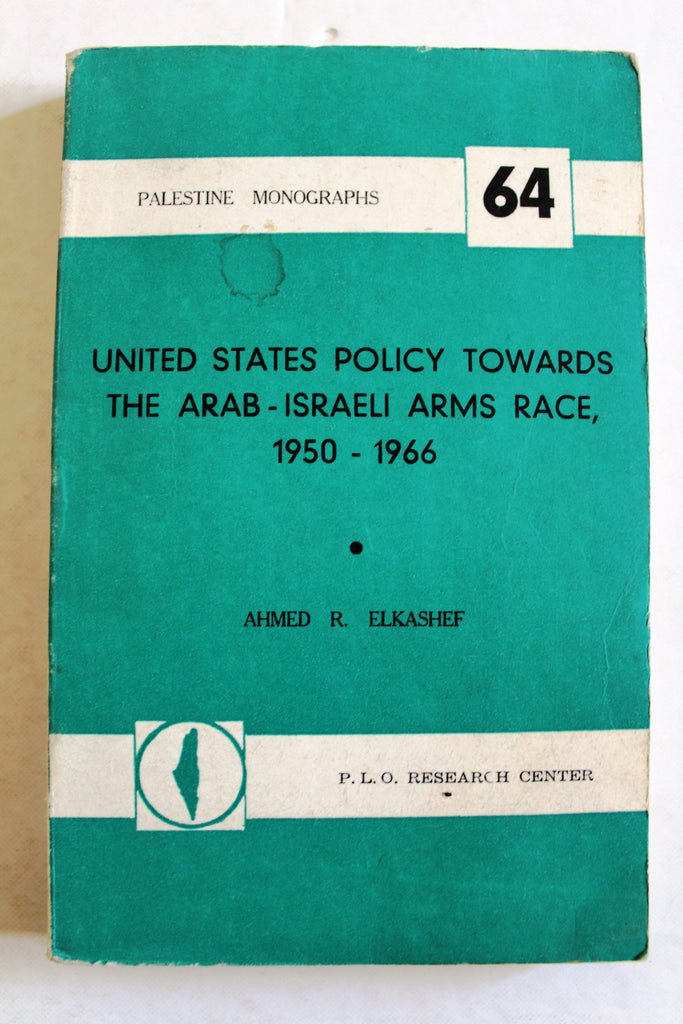 PALESTINE MONOGRAPHS
64
UNITED STATES POLICY TOWARDS
THE ARAB - ISRAELI ARMS RACE,
1950 - 1966
AHMED R. ELKASHEF
P. L. O. RESEARCH CENTER